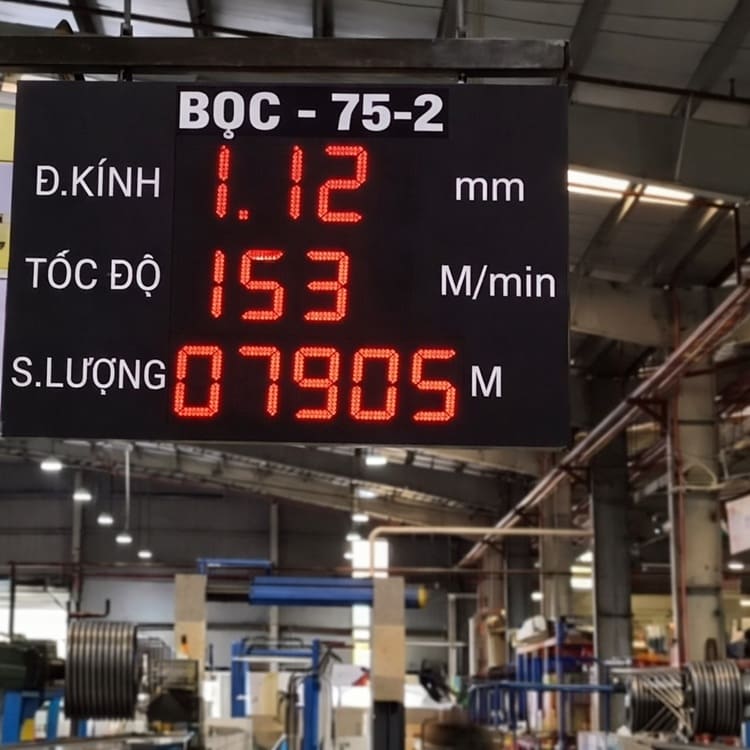 BỌC - 75-2
Đ.KÍNH 1.12 mm
TỐC ĐỘ 153 M/min
S.LƯỢNG 07905 M